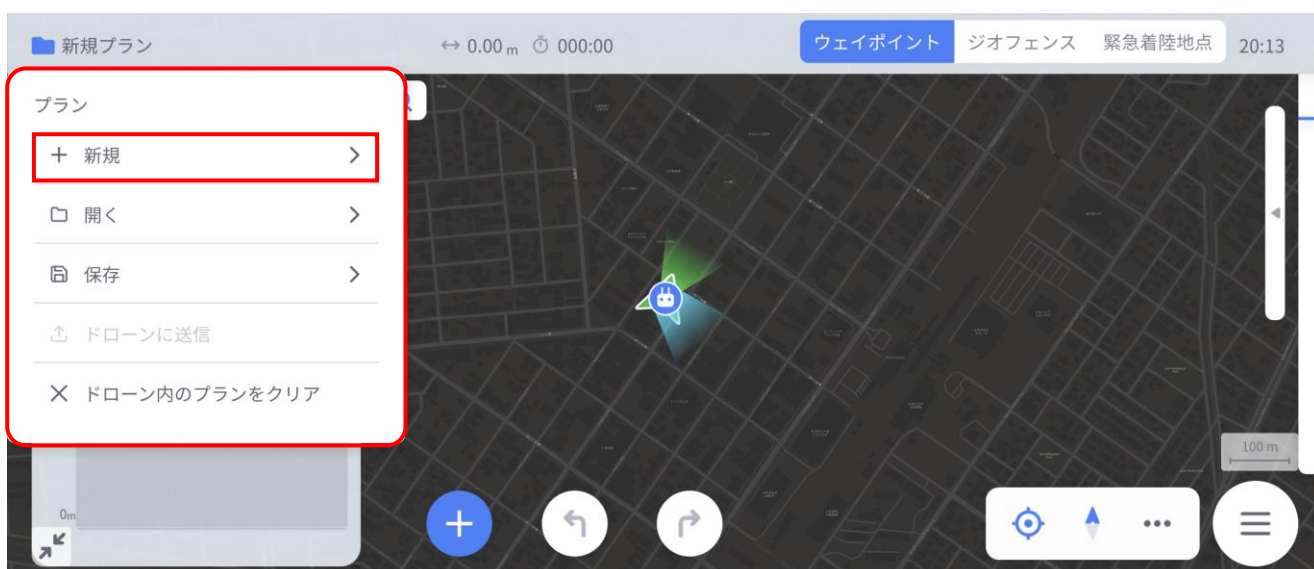 新規プラン
0.00 m
000:00
ウェイポイント
ジオフェンス
緊急着陸地点
20:13
プラン
新規
開く
保存
ドローンに送信
ドローン内のプランをクリア
100 m
0m